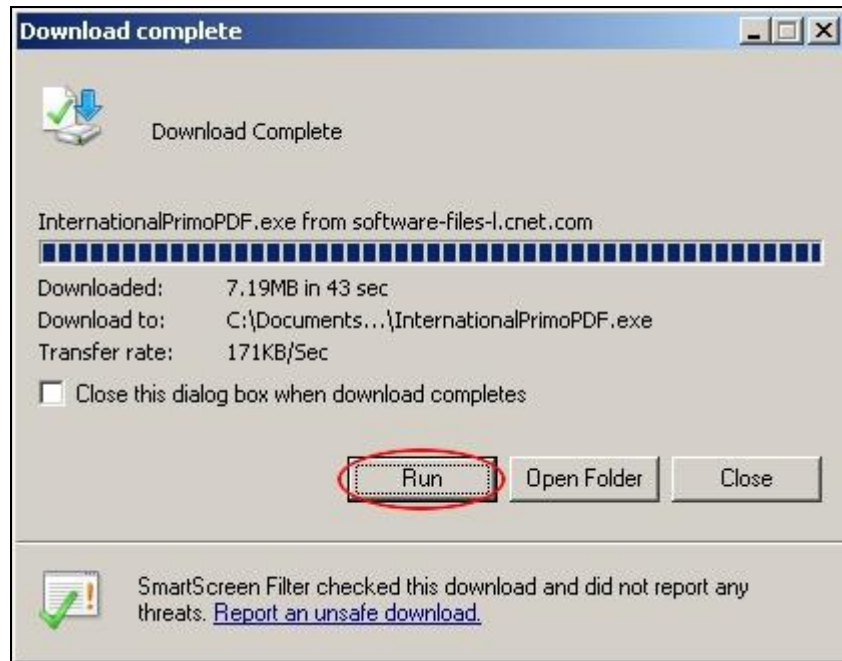 Download complete
Download Complete
InternationalPrimoPDF.exe from software-files-l.cnet.com
Downloaded: 7.19MB in 43 sec
Download to: C:\Documents...\InternationalPrimoPDF.exe
Transfer rate: 171KB/Sec
Close this dialog box when download completes
Run Open Folder Close
SmartScreen Filter checked this download and did not report any
threats. Report an unsafe download.